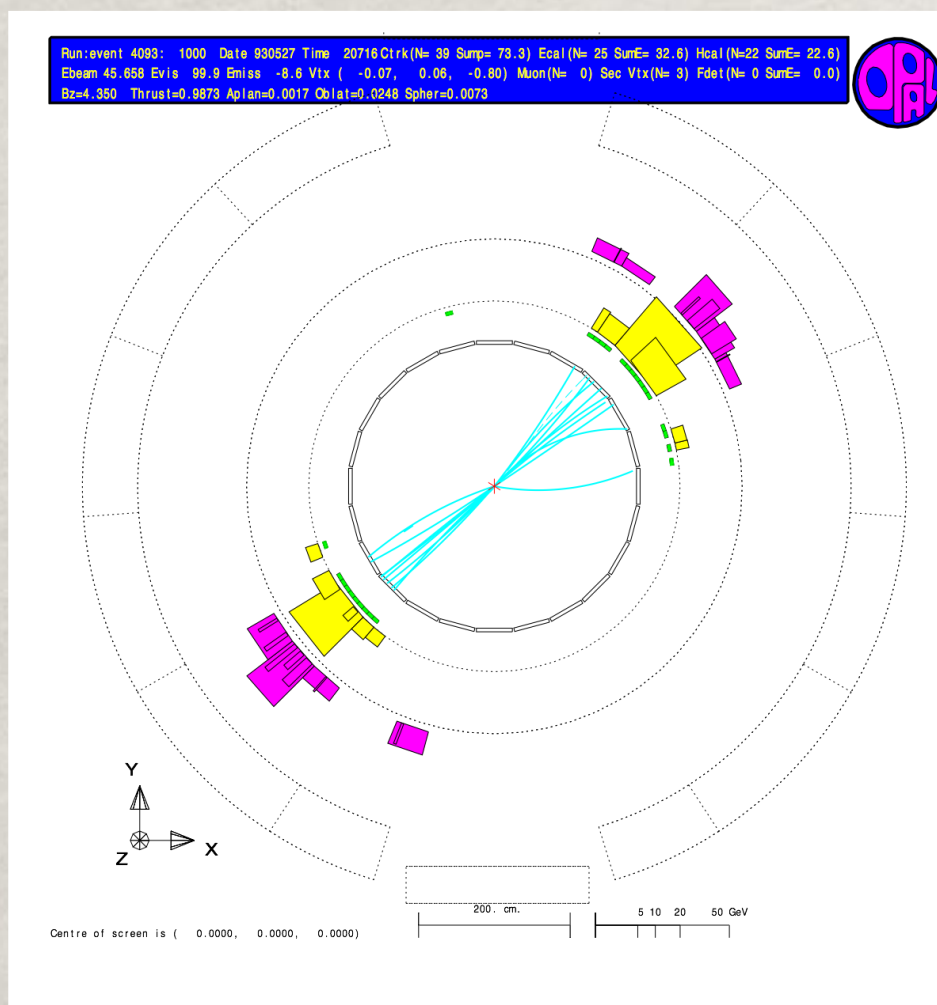 Run:event 4093: 1000 Date 930527 Time 20716 Ctrk(N= 39 Sump= 73.3) Ecal(N= 25 SumE= 32.6) Hcal(N=22 SumE= 22.6)
Ebeam 45.658 Evis 99.9 Emiss -8.6 Vtx ( -0.07, 0.06, -0.80) Muon(N= 0) Sec Vtx(N= 3) Fdet(N= 0 SumE= 0.0)
Bz=4.350 Thrust=0.9873 Aplan=0.0017 Oblat=0.0248 Spher=0.0073
OPAL
Y
X
Z
200. cm.
5 10 20 50 GeV
Centre of screen is ( 0.0000, 0.0000, 0.0000)